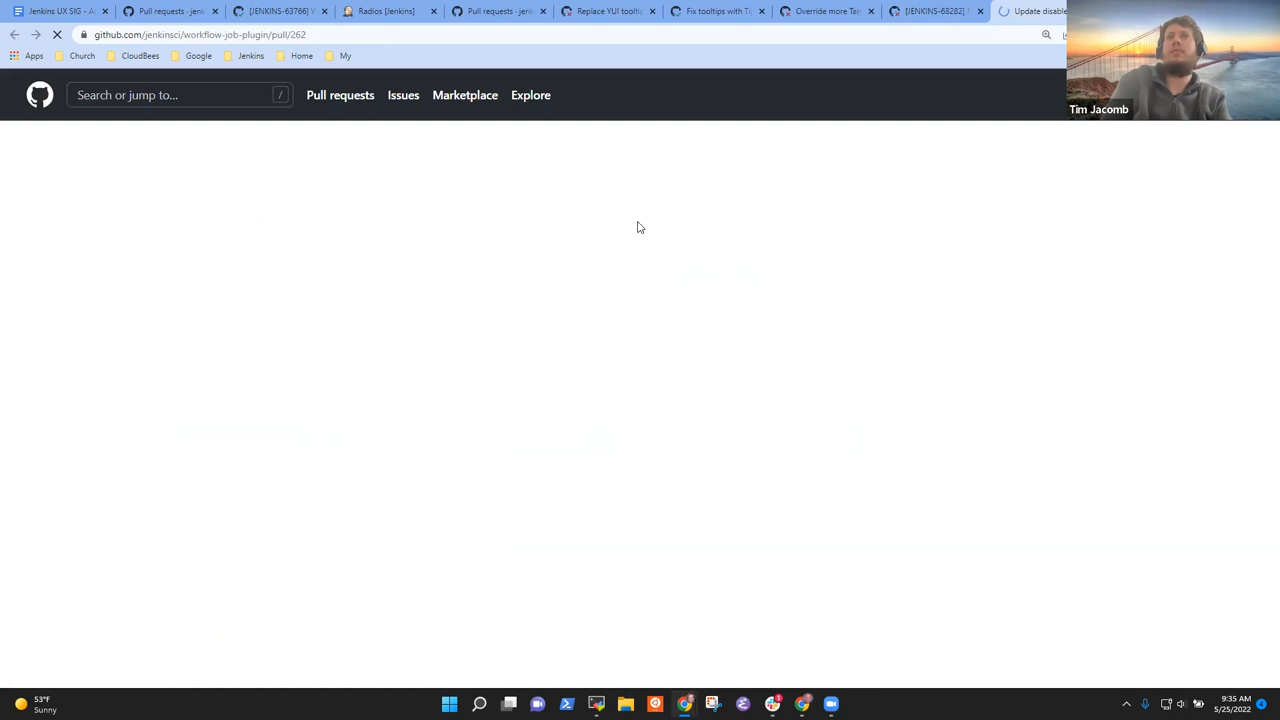 Jenkins UX SIG - A
Pull requests · jenk
[JENKINS-63766]
Radios [Jenkins]
Pull requests · jenk
Replace YUI toolti
Fix tooltips with Ti
Override more Tan
[JENKINS-68282]
Update disable
github.com/jenkinsci/workflow-job-plugin/pull/262
Apps
Church
CloudBees
Google
Jenkins
Home
My
Search or jump to...
/
Pull requests
Issues
Marketplace
Explore
Tim Jacomb
53°F
Sunny
9:35 AM
5/25/2022